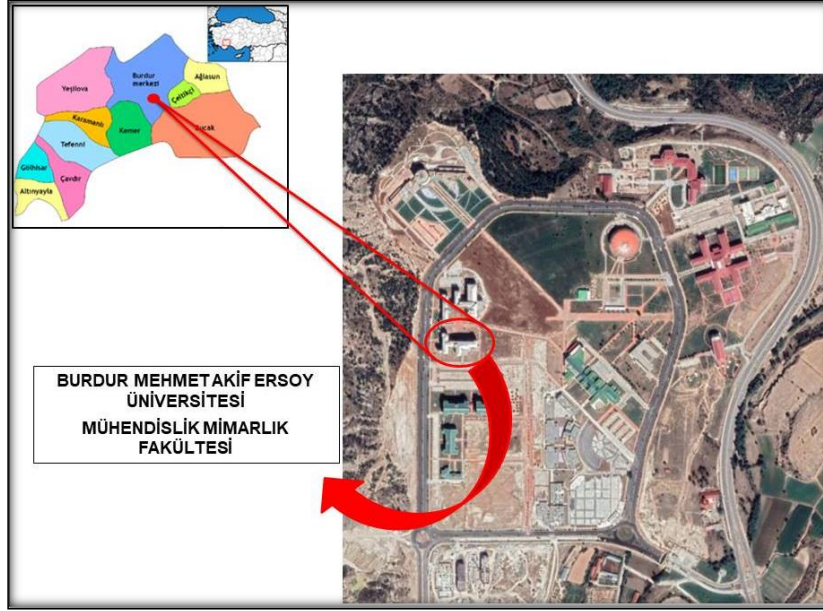 Burdur
merkezi
Ağlasun
Yeşilova
Çeltikçi
Karamanlı
Kemer
Bucak
Tefenni
Gölhisar
Çavdır
Altınyayla
BURDUR MEHMET AKİF ERSOY
ÜNİVERSİTESİ
MÜHENDİSLİK MİMARLIK
FAKÜLTESİ